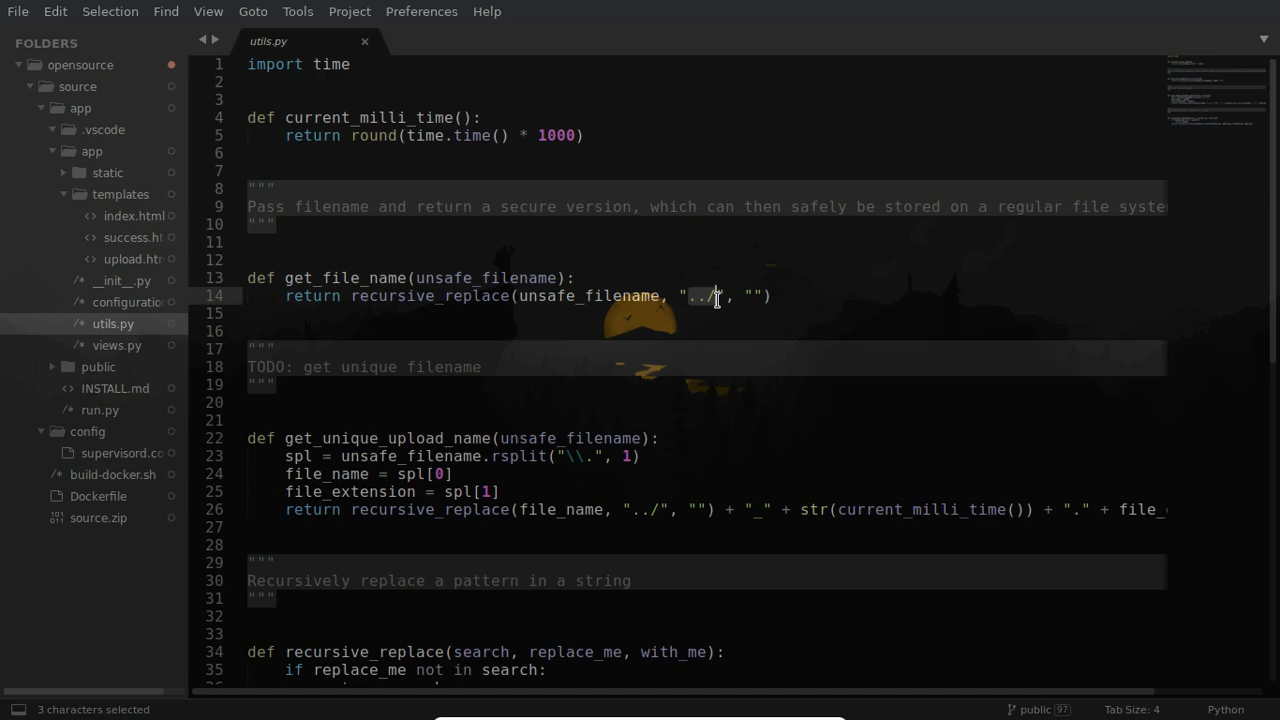 File Edit Selection Find View Goto Tools Project Preferences Help
FOLDERS
opensource
source
app
.vscode
app
static
templates
index.html
success.ht
upload.htm
__init__.py
configuratio
utils.py
views.py
public
INSTALL.md
run.py
config
supervisord.co
build-docker.sh
Dockerfile
source.zip
utils.py ×
1 import time
2
3
4 def current_milli_time():
5 return round(time.time() * 1000)
6
7
8 """
9 Pass filename and return a secure version, which can then safely be stored on a regular file syste
10 """
11
12
13 def get_file_name(unsafe_filename):
14 return recursive_replace(unsafe_filename, "../", "")
15
16
17 """
18 TODO: get unique filename
19 """
20
21
22 def get_unique_upload_name(unsafe_filename):
23 spl = unsafe_filename.rsplit("\\.", 1)
24 file_name = spl[0]
25 file_extension = spl[1]
26 return recursive_replace(file_name, "../", "") + "_" + str(current_milli_time()) + "." + file_
27
28
29 """
30 Recursively replace a pattern in a string
31 """
32
33
34 def recursive_replace(search, replace_me, with_me):
35 if replace_me not in search:
3 characters selected
public 97 Tab Size: 4 Python